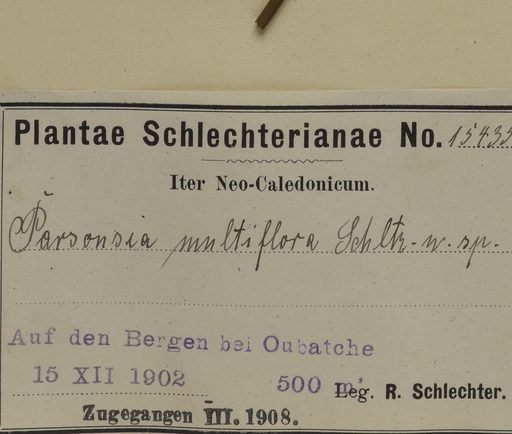 Plantae Schlechterianae No. 15435
Iter Neo-Caledonicum.
Parsonsia multiflora Schltr. n. sp.
Auf den Bergen bei Oubatche
15 XII 1902 500 m. Leg. R. Schlechter.
Zugegangen III. 1908.